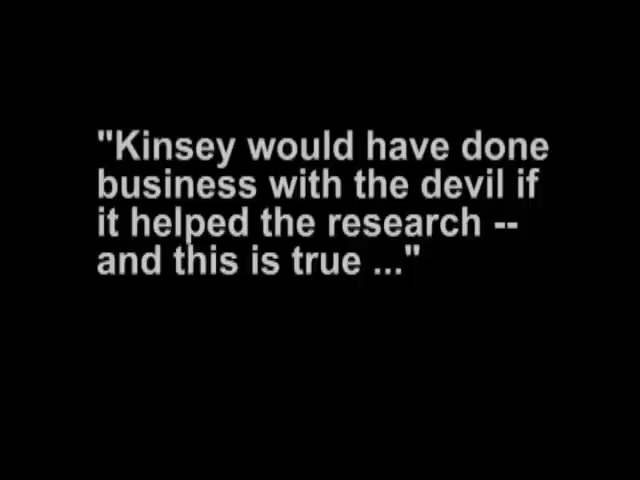 "Kinsey would have done
business with the devil if
it helped the research --
and this is true ..."